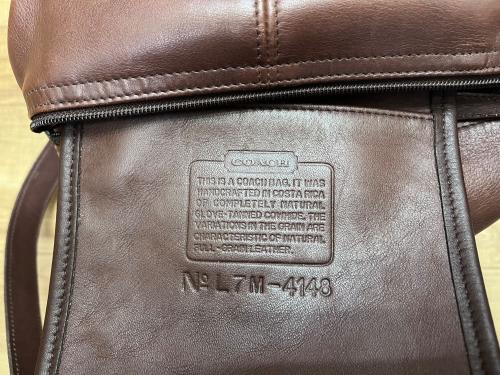 COACH
THIS IS A COACH BAG. IT WAS
HANDCRAFTED IN COSTA RICA
OF COMPLETELY NATURAL
GLOVE-TANNED COWHIDE. THE
VARIATIONS IN THE GRAIN ARE
CHARACTERISTIC OF NATURAL
FULL-GRAIN LEATHER.
Nº L7M-4148